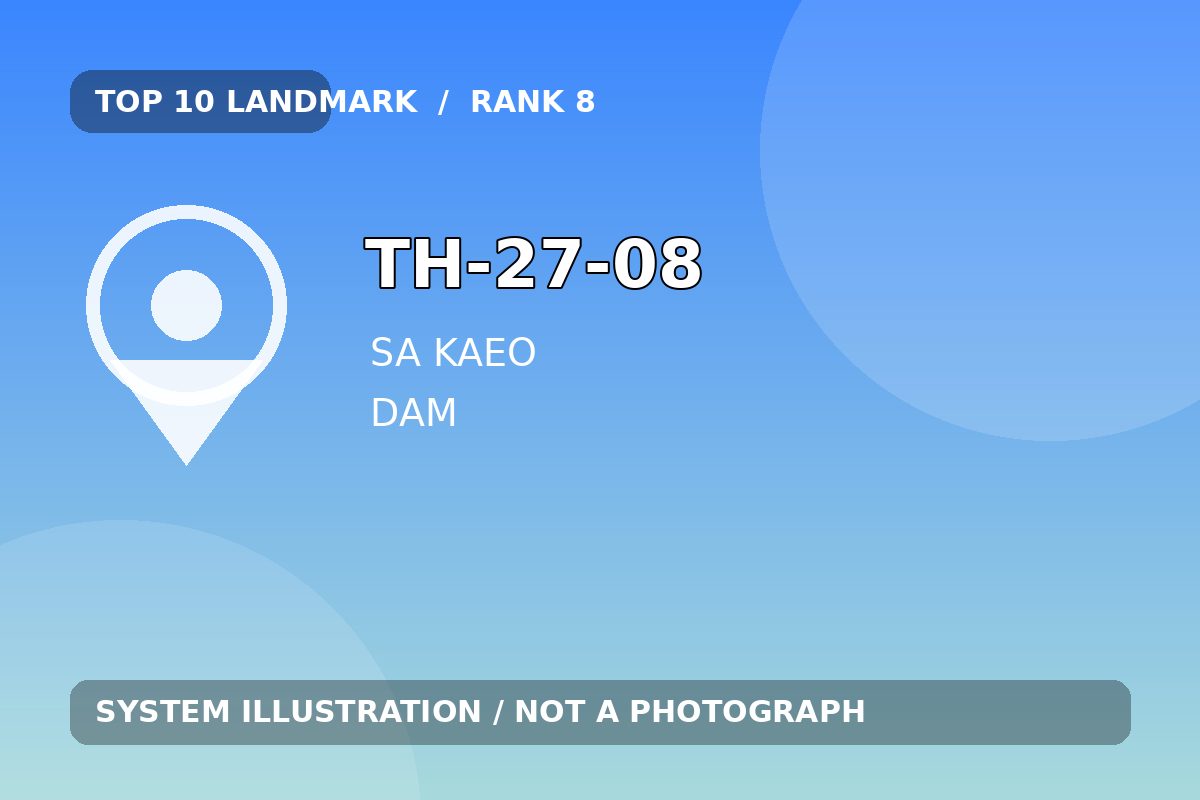 TOP 10 LANDMARK / RANK 8
TH-27-08
SA KAEO
DAM
SYSTEM ILLUSTRATION / NOT A PHOTOGRAPH